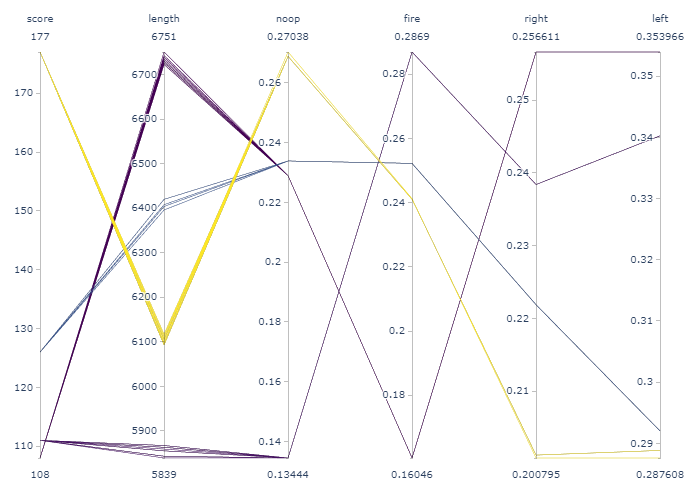 score length noop fire right left
177 6751 0.27038 0.2869 0.256611 0.353966
170 160 150 140 130 120 110
6700 6600 6500 6400 6300 6200 6100 6000 5900
0.26 0.24 0.22 0.2 0.18 0.16 0.14
0.28 0.26 0.24 0.22 0.2 0.18
0.25 0.24 0.23 0.22 0.21
0.35 0.34 0.33 0.32 0.31 0.3 0.29
108 5839 0.13444 0.16046 0.200795 0.287608